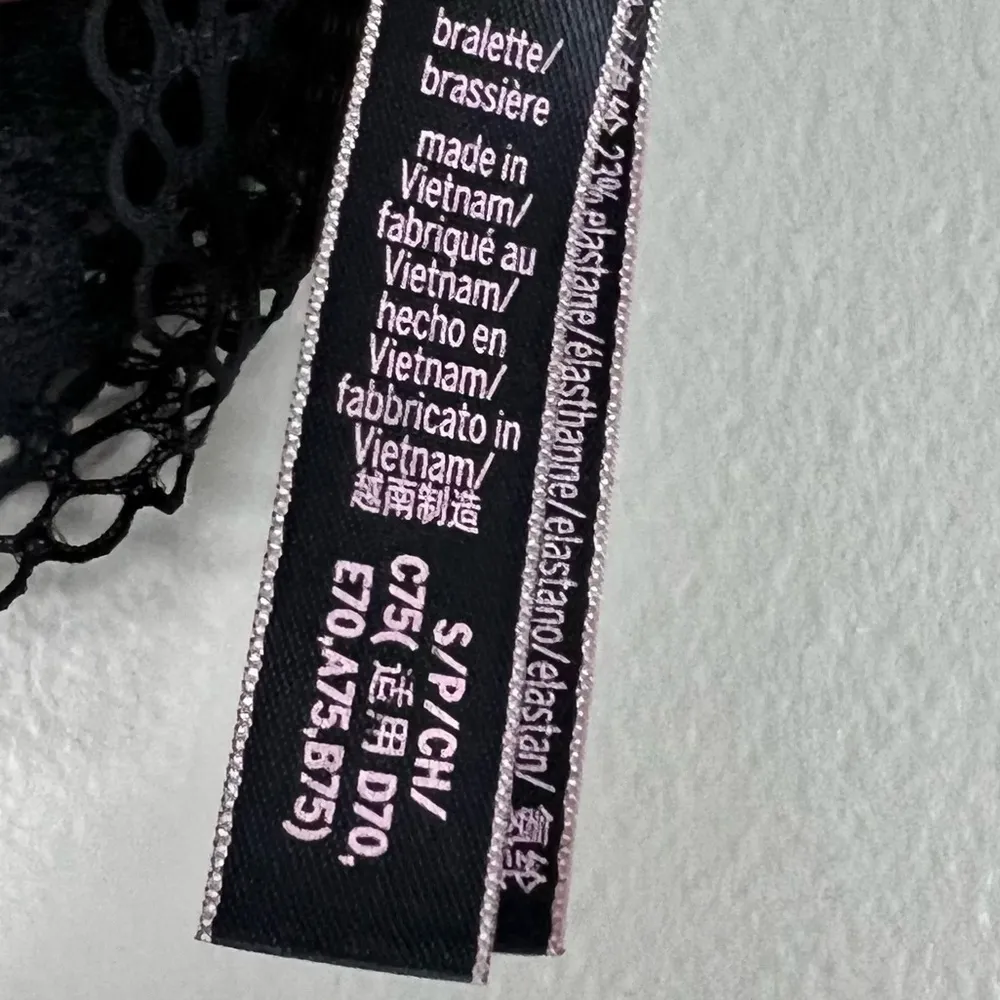 bralette/
brassière
made in
Vietnam/
fabriqué au
Vietnam/
hecho en
Vietnam/
fabbricato in
Vietnam/
越南制造
S/P/CH/
C75( 适用 D70,
E70,A75,B75)
23% elastane/élasthanne/elastano/elastan/ 氨纶